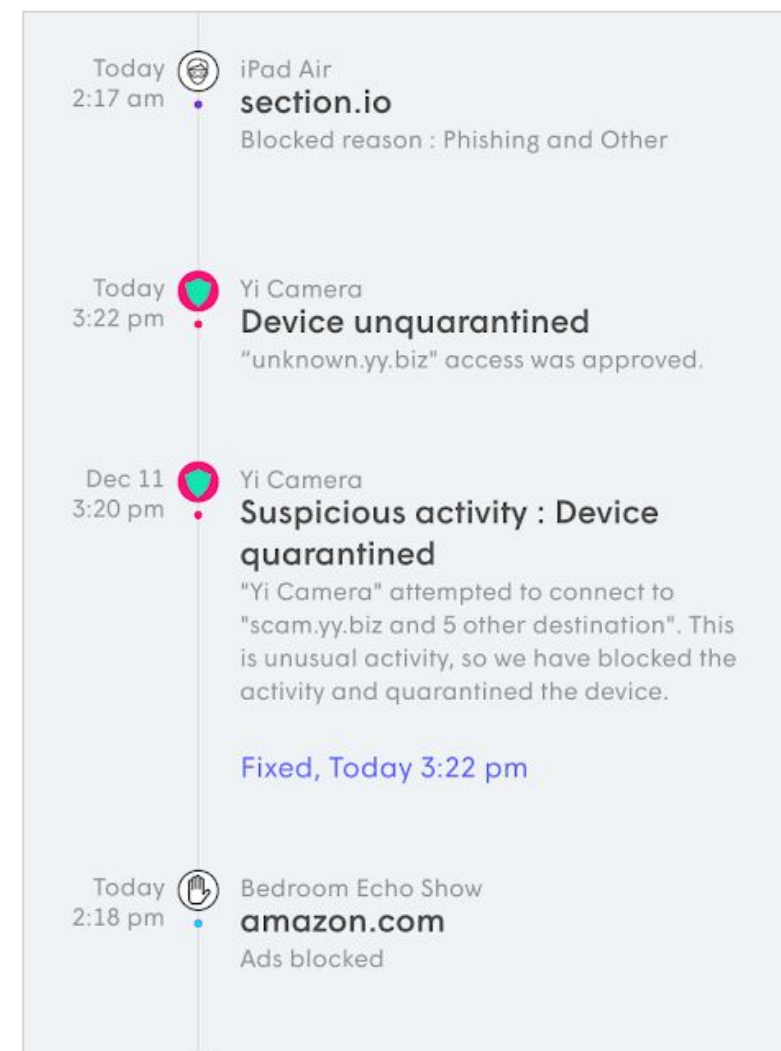 Today
2:17 am
iPad Air
section.io
Blocked reason : Phishing and Other
Today
3:22 pm
Yi Camera
Device unquarantined
“unknown.yy.biz" access was approved.
Dec 11
3:20 pm
Yi Camera
Suspicious activity : Device
quarantined
"Yi Camera" attempted to connect to
"scam.yy.biz and 5 other destination". This
is unusual activity, so we have blocked the
activity and quarantined the device.
Fixed, Today 3:22 pm
Today
2:18 pm
Bedroom Echo Show
amazon.com
Ads blocked